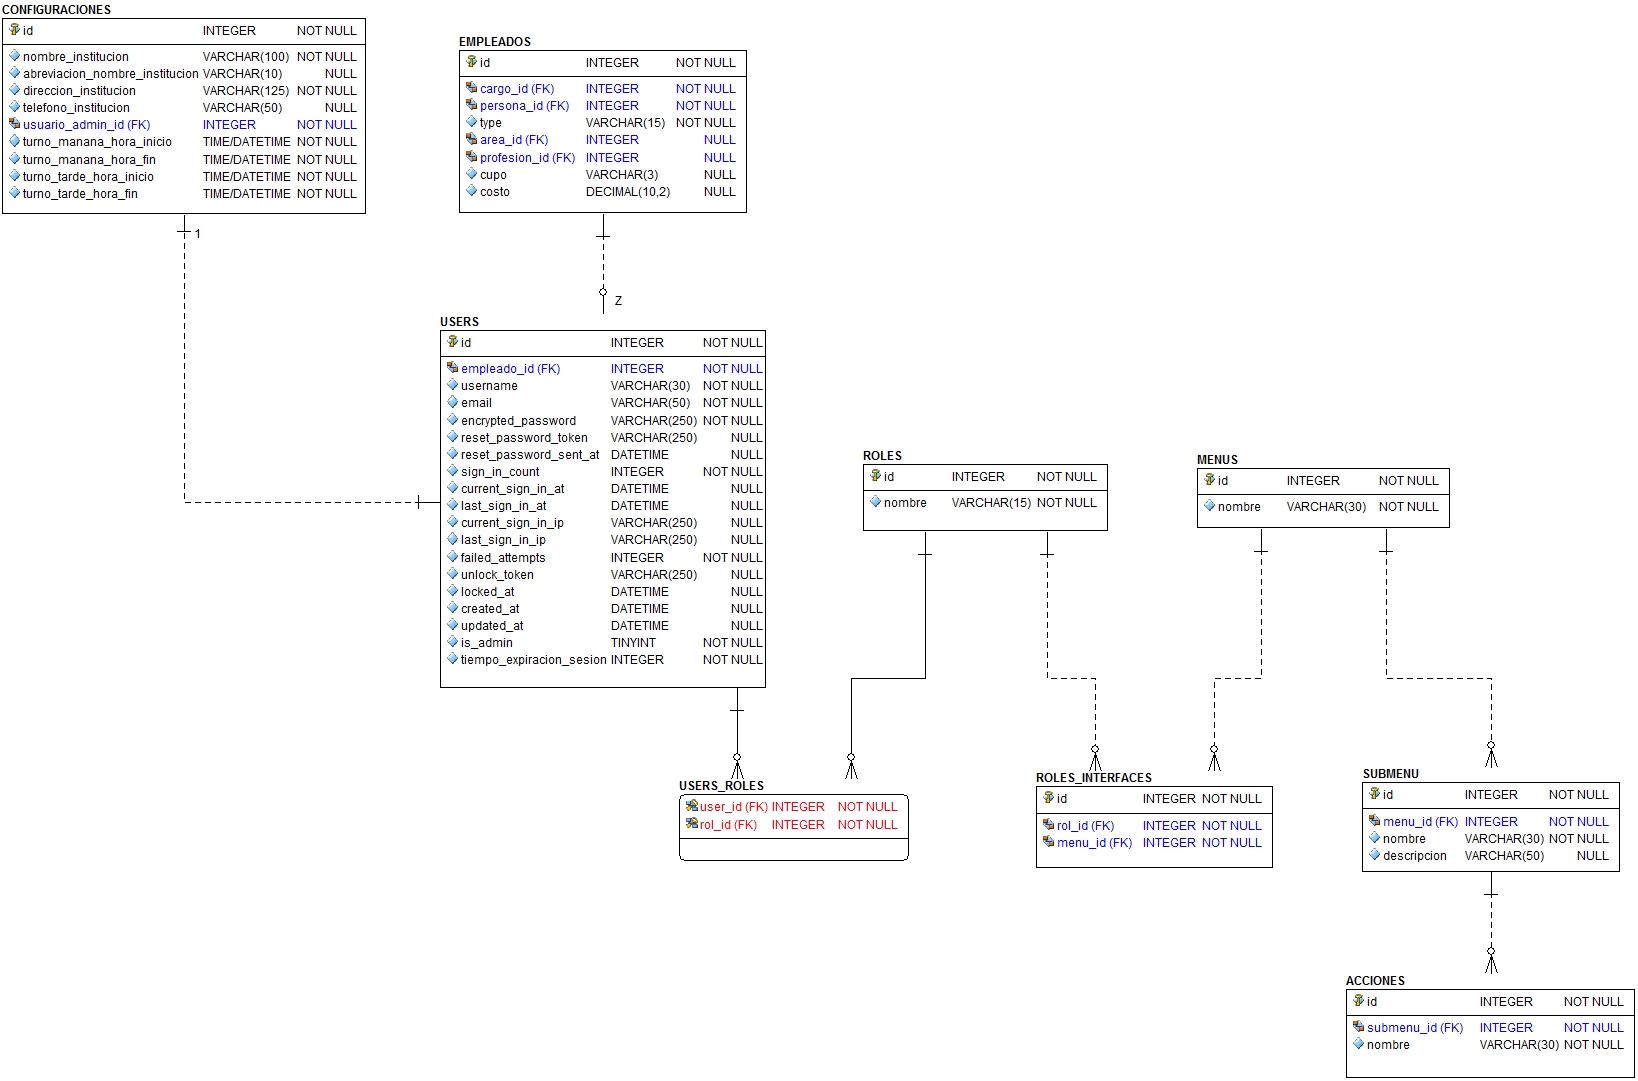 CONFIGURACIONES
id INTEGER NOT NULL
nombre_institucion VARCHAR(100) NOT NULL
abreviacion_nombre_institucion VARCHAR(10) NULL
direccion_institucion VARCHAR(125) NOT NULL
telefono_institucion VARCHAR(50) NULL
usuario_admin_id (FK) INTEGER NOT NULL
turno_manana_hora_inicio TIME/DATETIME NOT NULL
turno_manana_hora_fin TIME/DATETIME NOT NULL
turno_tarde_hora_inicio TIME/DATETIME NOT NULL
turno_tarde_hora_fin TIME/DATETIME NOT NULL
1
EMPLEADOS
id INTEGER NOT NULL
cargo_id (FK) INTEGER NOT NULL
persona_id (FK) INTEGER NOT NULL
type VARCHAR(15) NOT NULL
area_id (FK) INTEGER NULL
profesion_id (FK) INTEGER NULL
cupo VARCHAR(3) NULL
costo DECIMAL(10,2) NULL
Z
USERS
id INTEGER NOT NULL
empleado_id (FK) INTEGER NOT NULL
username VARCHAR(30) NOT NULL
email VARCHAR(50) NOT NULL
encrypted_password VARCHAR(250) NOT NULL
reset_password_token VARCHAR(250) NULL
reset_password_sent_at DATETIME NULL
sign_in_count INTEGER NOT NULL
current_sign_in_at DATETIME NULL
last_sign_in_at DATETIME NULL
current_sign_in_ip VARCHAR(250) NULL
last_sign_in_ip VARCHAR(250) NULL
failed_attempts INTEGER NOT NULL
unlock_token VARCHAR(250) NULL
locked_at DATETIME NULL
created_at DATETIME NULL
updated_at DATETIME NULL
is_admin TINYINT NOT NULL
tiempo_expiracion_sesion INTEGER NOT NULL
ROLES
id INTEGER NOT NULL
nombre VARCHAR(15) NOT NULL
MENUS
id INTEGER NOT NULL
nombre VARCHAR(30) NOT NULL
USERS_ROLES
user_id (FK) INTEGER NOT NULL
rol_id (FK) INTEGER NOT NULL
ROLES_INTERFACES
id INTEGER NOT NULL
rol_id (FK) INTEGER NOT NULL
menu_id (FK) INTEGER NOT NULL
SUBMENU
id INTEGER NOT NULL
menu_id (FK) INTEGER NOT NULL
nombre VARCHAR(30) NOT NULL
descripcion VARCHAR(50) NULL
ACCIONES
id INTEGER NOT NULL
submenu_id (FK) INTEGER NOT NULL
nombre VARCHAR(30) NOT NULL